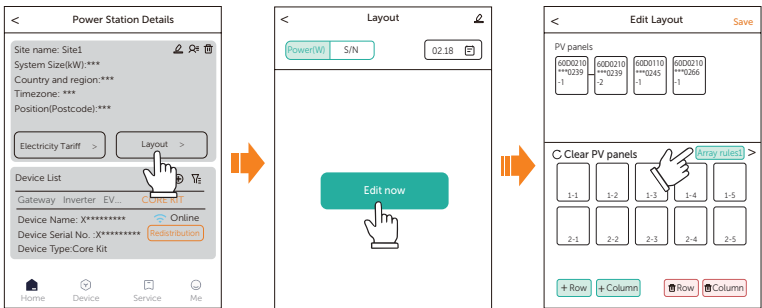 < Power Station Details
Site name: Site1
System Size(kW):***
Country and region:***
Timezone: ***
Position(Postcode):***
Electricity Tariff >
Layout >
Device List
Gateway Inverter EV... CORE KIT
Device Name: X********* Online
Device Serial No. :X********* Redistribution
Device Type:Core Kit
Home Device Service Me
< Layout
Power(W) S/N 02.18
Edit now
< Edit Layout Save
PV panels
60D0210 60D0210 60D0110 60D0210
***0239 ***0239 ***0245 ***0266
-1 -2 -1 -1
Clear PV panels Array rules1 >
1-1 1-2 1-3 1-4 1-5
2-1 2-2 2-3 2-4 2-5
+ Row + Column Row Column